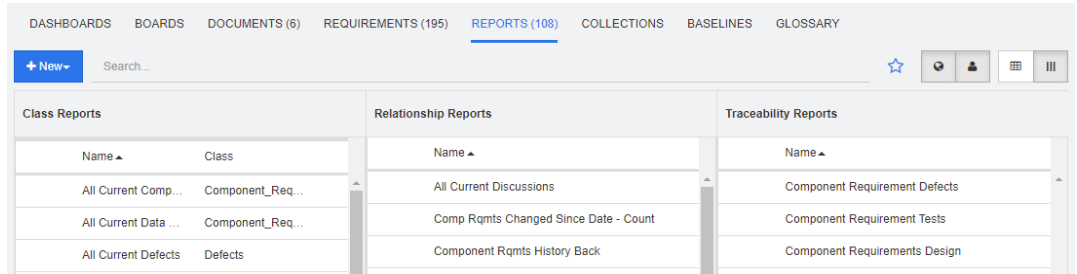 DASHBOARDS BOARDS DOCUMENTS (6) REQUIREMENTS (195) REPORTS (108) COLLECTIONS BASELINES GLOSSARY
+ New Search...
Class Reports Relationship Reports Traceability Reports
Name Class Name Name
All Current Comp... Component_Req... All Current Discussions Component Requirement Defects
All Current Data ... Component_Req... Comp Rqmts Changed Since Date - Count Component Requirement Tests
All Current Defects Defects Component Rqmts History Back Component Requirements Design